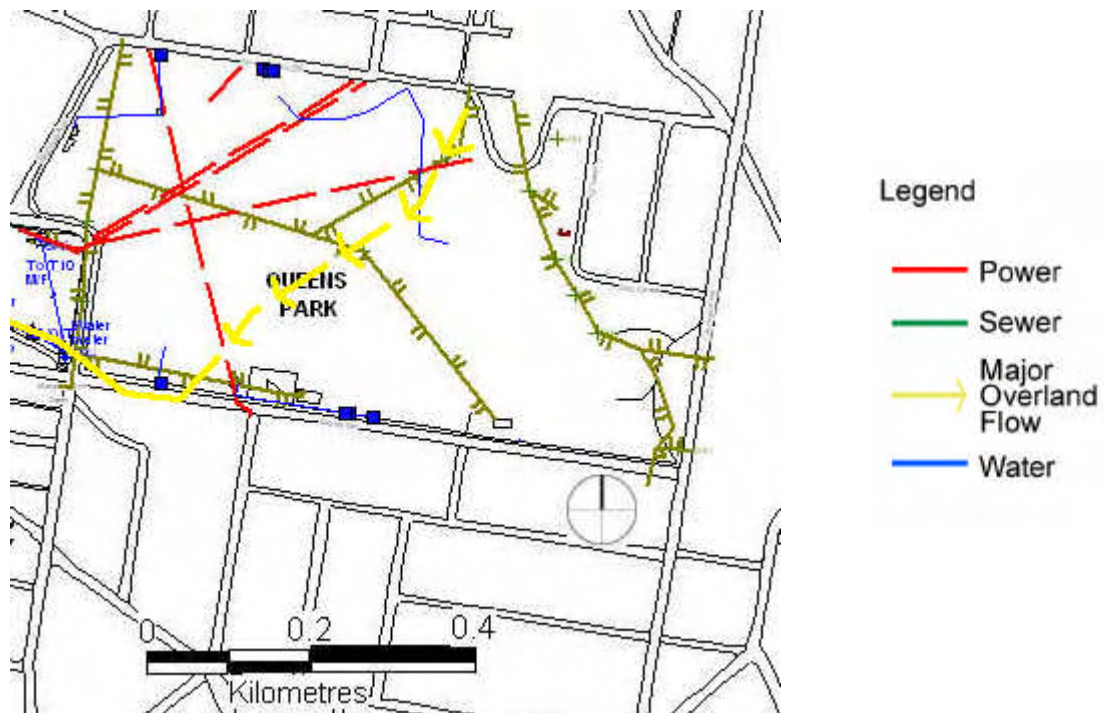 QUEENS
PARK
0 0.2 0.4
Kilometres
Legend
Power
Sewer
Major
Overland
Flow
Water